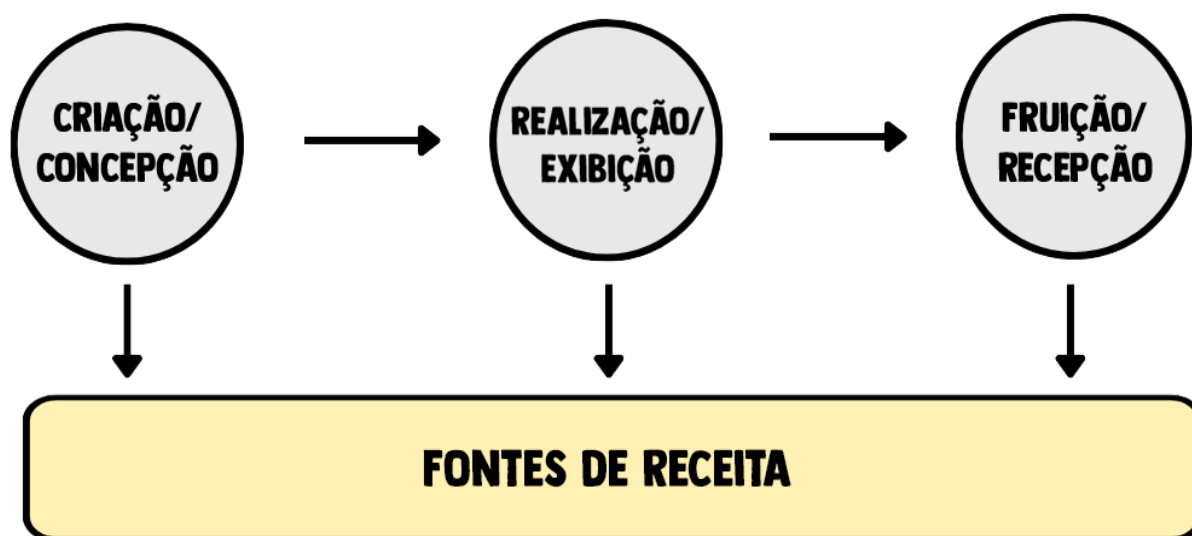 CRIAÇÃO/
CONCEPÇÃO
REALIZAÇÃO/
EXIBIÇÃO
FRUIÇÃO/
RECEPÇÃO
FONTES DE RECEITA